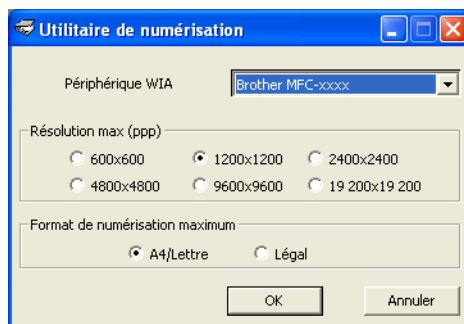 Utilitaire de numérisation
Périphérique WIA Brother MFC-xxxx
Résolution max (ppp)
600x600 1200x1200 2400x2400
4800x4800 9600x9600 19 200x19 200
Format de numérisation maximum
A4/Lettre Légal
OK Annuler